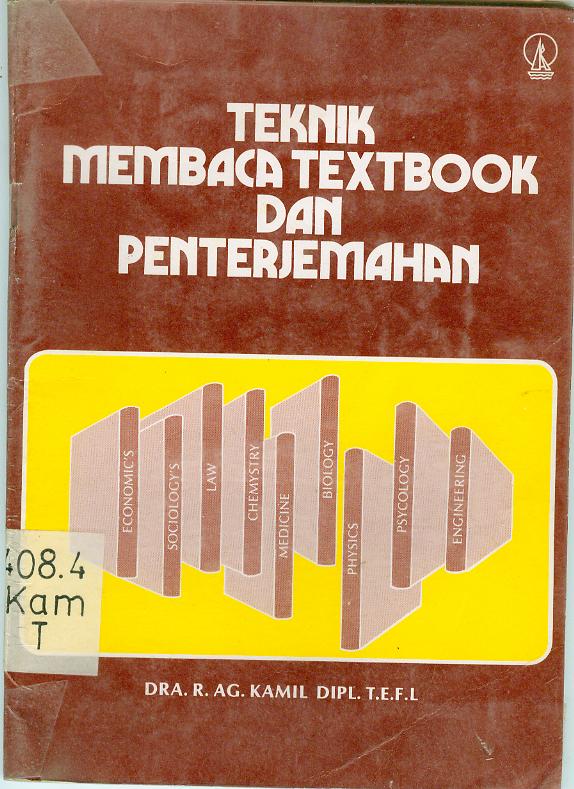 TEKNIK
MEMBACA TEXTBOOK
DAN
PENTERJEMAHAN
ECONOMIC'S
SOCIOLOGY'S
LAW
CHEMYSTRY
MEDICINE
BIOLOGY
PHYSICS
PSYCOLOGY
ENGINEERING
408.4
Kam
T
DRA. R. AG. KAMIL DIPL. T.E.F.L